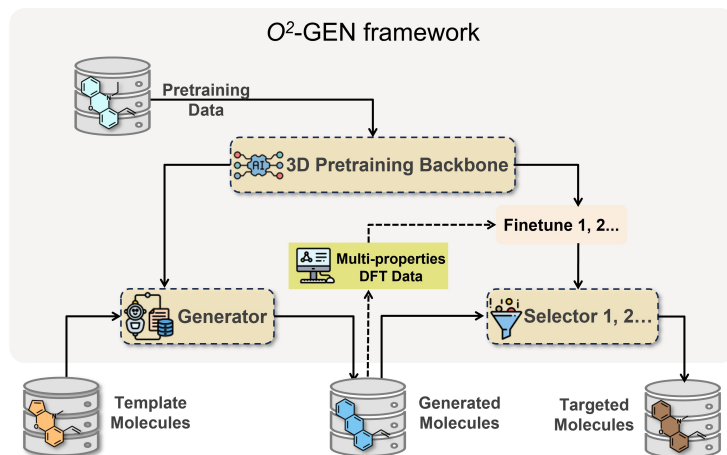 O²-GEN framework
Pretraining
Data
AI
3D Pretraining Backbone
Finetune 1, 2...
Multi-properties
DFT Data
Generator
Selector 1, 2...
Template
Molecules
Generated
Molecules
Targeted
Molecules
N
O
N
O
N
O